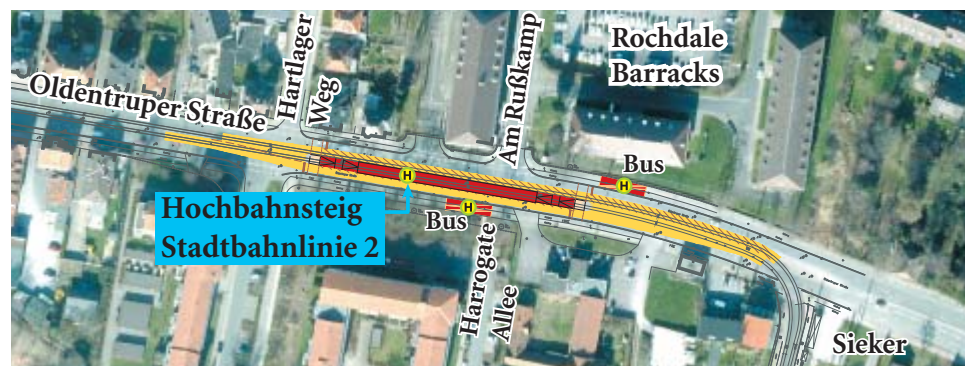 Oldentruper Straße
Hartlager
Weg
Am Rußkamp
Rochdale
Barracks
H
Bus
H
Hochbahnsteig
Stadtbahnlinie 2
H
Bus
Harrogate
Allee
Sieker